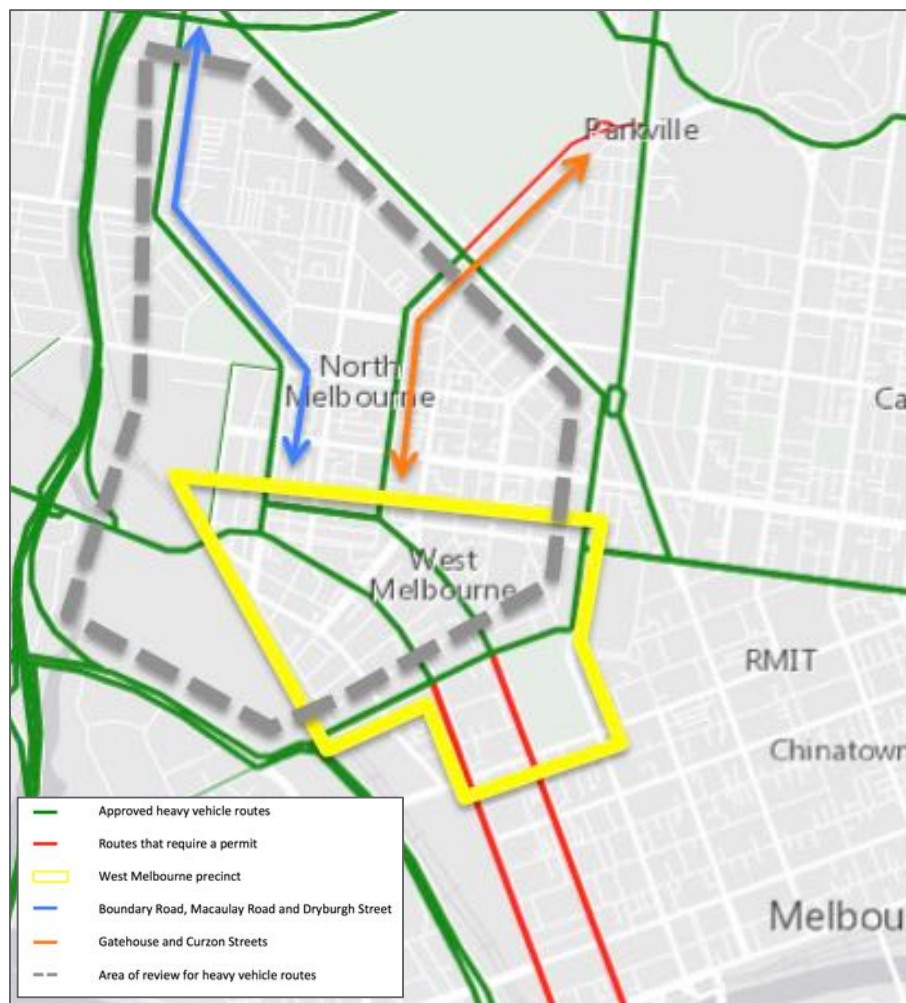 Parkville
North
Melbourne
Ca
West
Melbourne
RMIT
Chinatown
Melbou
Approved heavy vehicle routes
Routes that require a permit
West Melbourne precinct
Boundary Road, Macaulay Road and Dryburgh Street
Gatehouse and Curzon Streets
Area of review for heavy vehicle routes